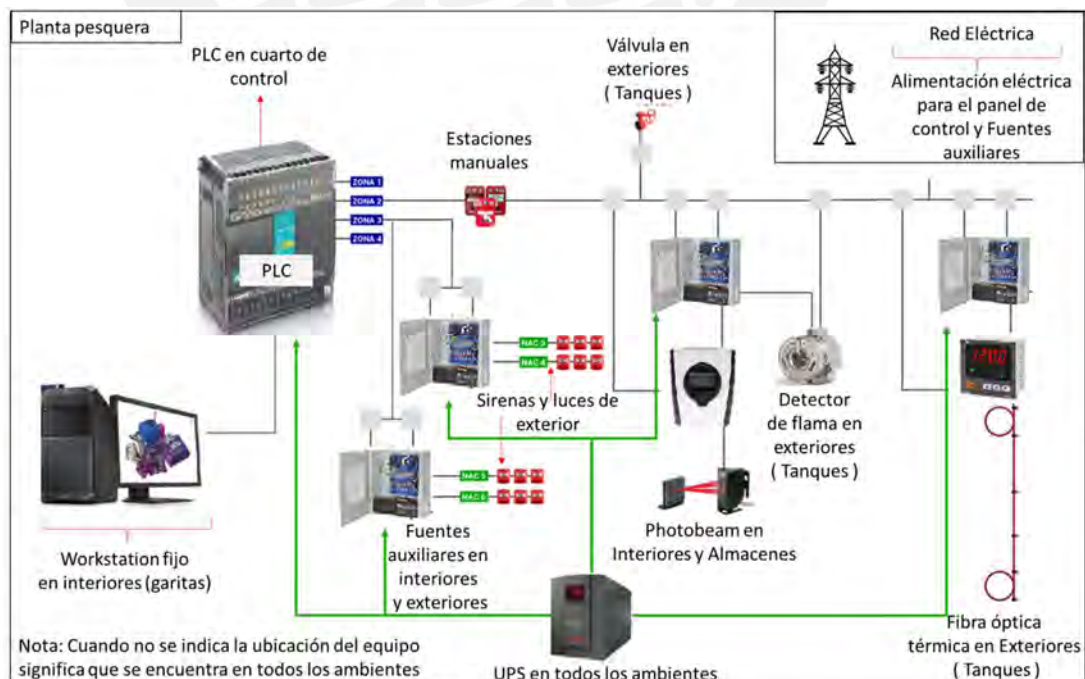 Planta pesquera
PLC en cuarto de
control
Válvula en
exteriores
( Tanques )
Red Eléctrica
Alimentación eléctrica
para el panel de
control y Fuentes
auxiliares
Estaciones
manuales
ZONA 1
ZONA 2
ZONA 3
ZONA 4
PLC
NAC 3
NAC 4
Sirenas y luces de
exterior
NAC 5
NAC 6
Detector
de flama en
exteriores
( Tanques )
Photobeam en
Interiores y Almacenes
Fuentes
auxiliares en
interiores
y exteriores
Workstation fijo
en interiores (garitas)
Fibra óptica
térmica en Exteriores
( Tanques )
Nota: Cuando no se indica la ubicación del equipo
significa que se encuentra en todos los ambientes
UPS en todos los ambientes